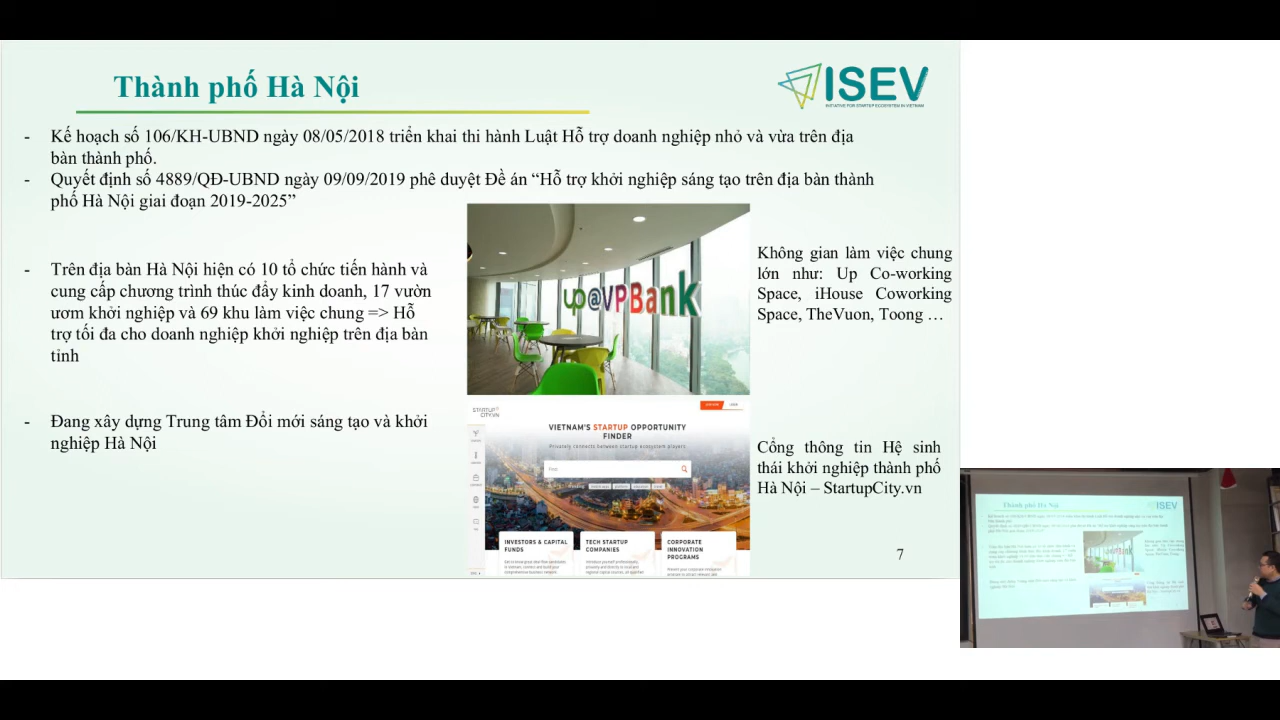 Thành phố Hà Nội
ISEV
INITIATIVE FOR STARTUP ECOSYSTEM IN VIETNAM
- Kế hoạch số 106/KH-UBND ngày 08/05/2018 triển khai thi hành Luật Hỗ trợ doanh nghiệp nhỏ và vừa trên địa
bàn thành phố.
- Quyết định số 4889/QĐ-UBND ngày 09/09/2019 phê duyệt Đề án “Hỗ trợ khởi nghiệp sáng tạo trên địa bàn thành
phố Hà Nội giai đoạn 2019-2025”
- Trên địa bàn Hà Nội hiện có 10 tổ chức tiến hành và
cung cấp chương trình thúc đẩy kinh doanh, 17 vườn
ươm khởi nghiệp và 69 khu làm việc chung => Hỗ
trợ tối đa cho doanh nghiệp khởi nghiệp trên địa bàn
tỉnh
- Đang xây dựng Trung tâm Đổi mới sáng tạo và khởi
nghiệp Hà Nội
up@VPBank
Không gian làm việc chung
lớn như: Up Co-working
Space, iHouse Coworking
Space, TheVuon, Toong …
STARTUP
CITY.VN
VIETNAM'S STARTUP OPPORTUNITY
FINDER
Privately connects between startup ecosystem players
INVESTORS & CAPITAL
FUNDS
TECH STARTUP
COMPANIES
CORPORATE
INNOVATION
PROGRAMS
Cổng thông tin Hệ sinh
thái khởi nghiệp thành phố
Hà Nội – StartupCity.vn
7
Thành phố Hà Nội
ISEV